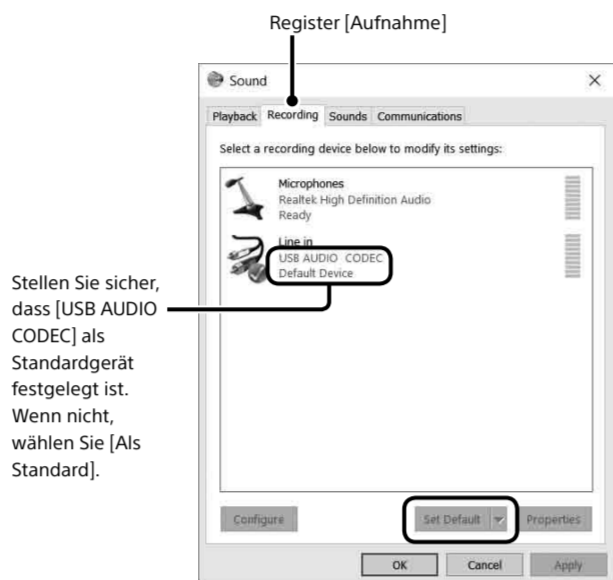 Register [Aufnahme]
Sound
Playback Recording Sounds Communications
Select a recording device below to modify its settings:
Microphones
Realtek High Definition Audio
Ready
Line in
USB AUDIO CODEC
Default Device
Stellen Sie sicher,
dass [USB AUDIO
CODEC] als
Standardgerät
festgelegt ist.
Wenn nicht,
wählen Sie [Als
Standard].
Configure Set Default Properties
OK Cancel Apply